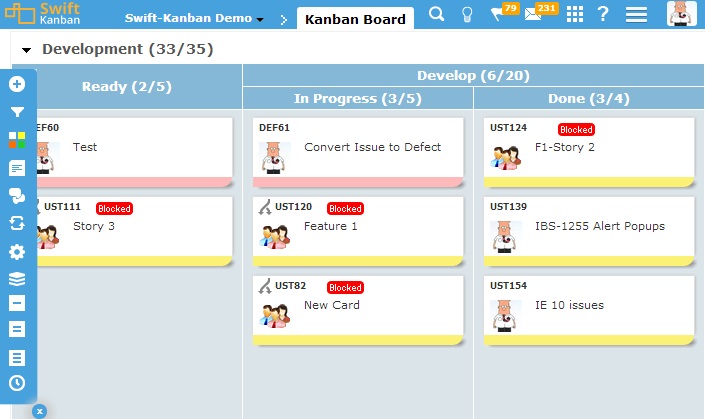 Swift
Kanban
Swift-Kanban Demo
Kanban Board
79
231
?
Development (33/35)
Ready (2/5)
Develop (6/20)
In Progress (3/5)
Done (3/4)
EF60
Test
DEF61
Convert Issue to Defect
UST124
Blocked
F1-Story 2
UST111
Blocked
Story 3
UST120
Blocked
Feature 1
UST139
IBS-1255 Alert Popups
UST82
Blocked
New Card
UST154
IE 10 issues